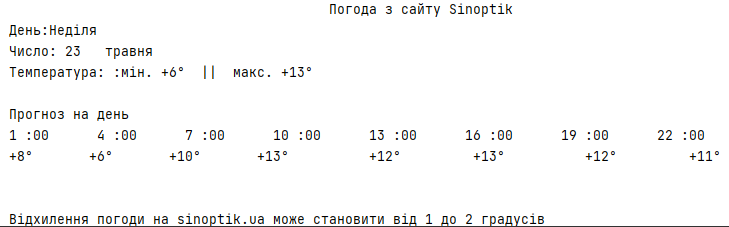 Погода з сайту Sinoptik
День:Неділя
Число: 23 травня
Температура: :мін. +6° || макс. +13°
Прогноз на день
1 :00 4 :00 7 :00 10 :00 13 :00 16 :00 19 :00 22 :00
+8° +6° +10° +13° +12° +13° +12° +11°
Відхилення погоди на sinoptik.ua може становити від 1 до 2 градусів